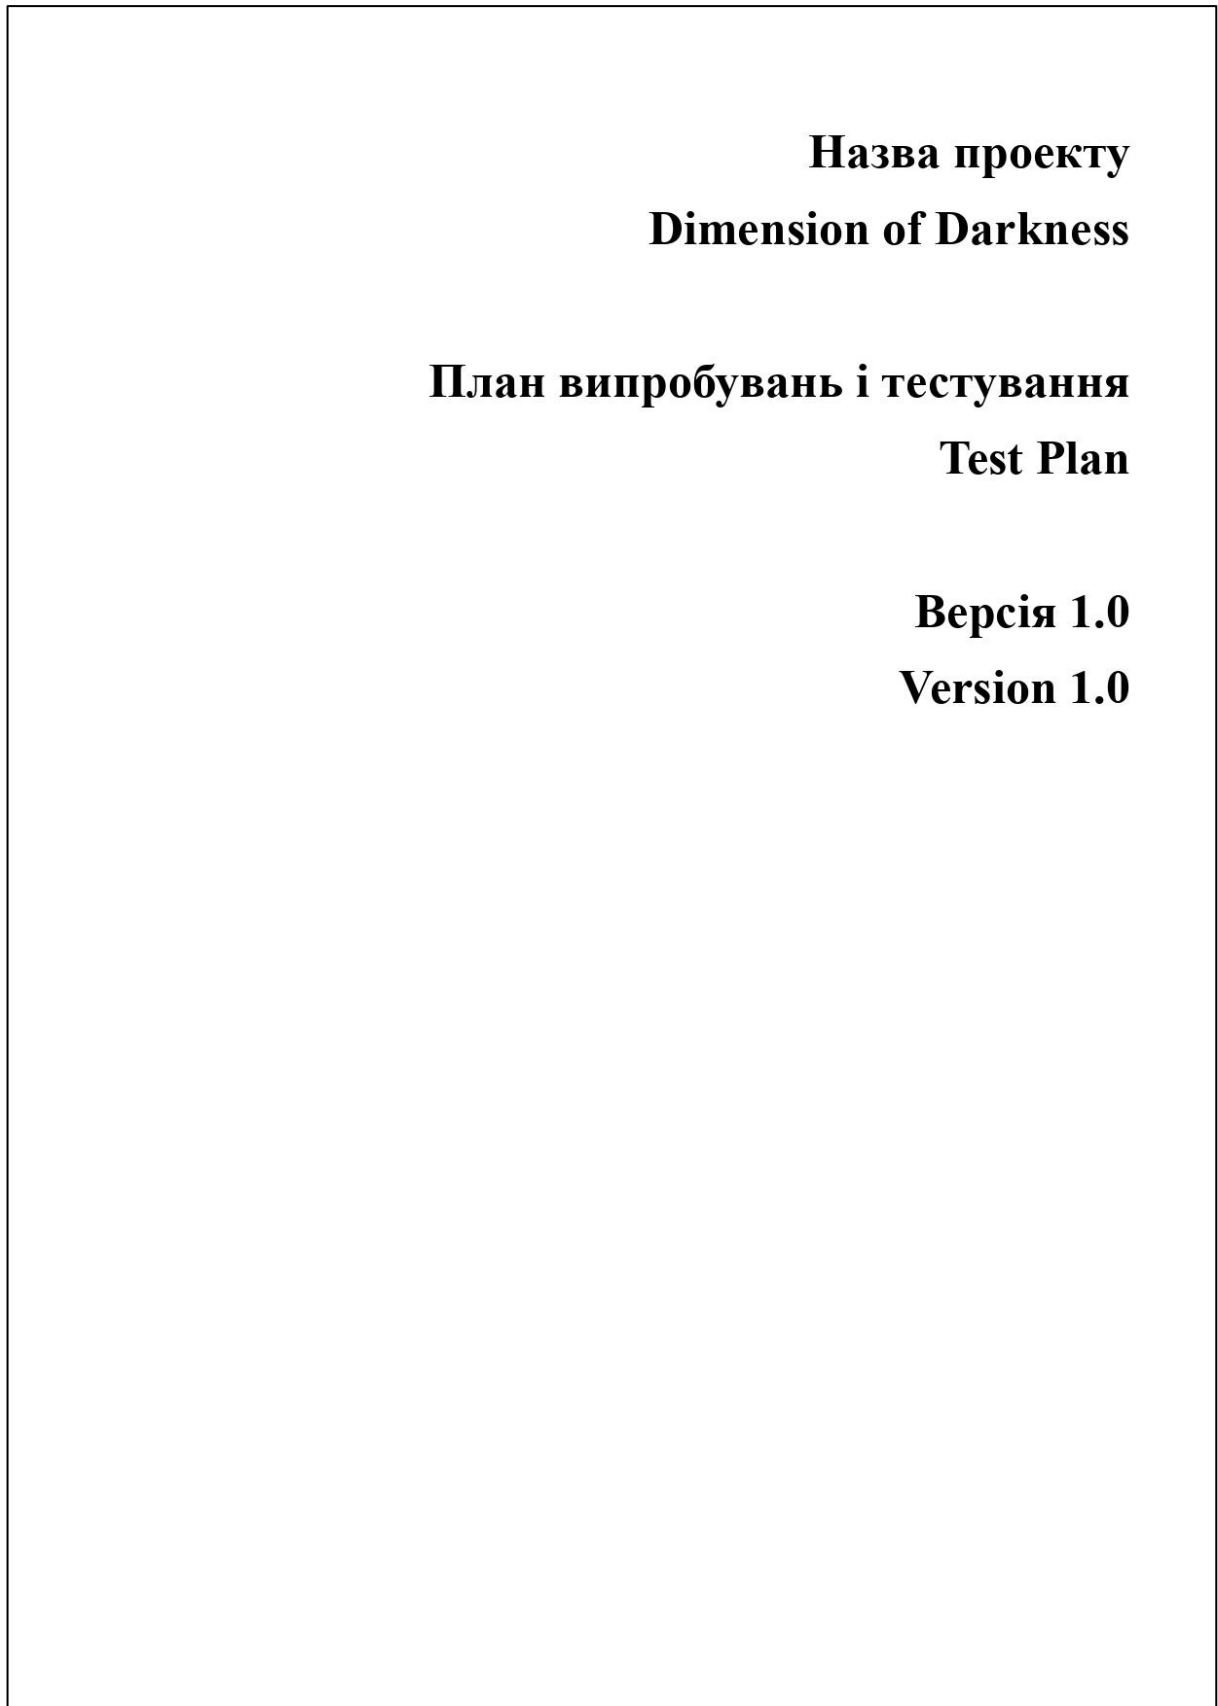 Назва проекту
Dimension of Darkness
План випробувань і тестування
Test Plan
Версія 1.0
Version 1.0